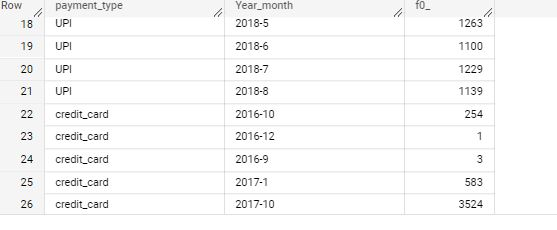 Row payment_type Year_month f0_
18 UPI 2018-5 1263
19 UPI 2018-6 1100
20 UPI 2018-7 1229
21 UPI 2018-8 1139
22 credit_card 2016-10 254
23 credit_card 2016-12 1
24 credit_card 2016-9 3
25 credit_card 2017-1 583
26 credit_card 2017-10 3524